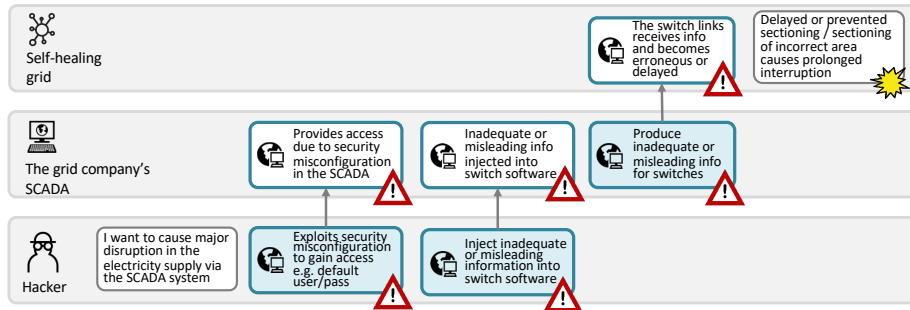 Self-healing
grid
The switch links
receives info
and becomes
erroneous or
delayed
Delayed or prevented
sectioning / sectioning
of incorrect area
causes prolonged
interruption
The grid company's
SCADA
Provides access
due to security
misconfiguration
in the SCADA
Inadequate or
misleading info
injected into
switch software
Produce
inadequate or
misleading info
for switches
Hacker
I want to cause major
disruption in the
electricity supply via
the SCADA system
Exploits security
misconfiguration
to gain access
e.g. default
user/pass
Inject inadequate
or misleading
information into
switch software